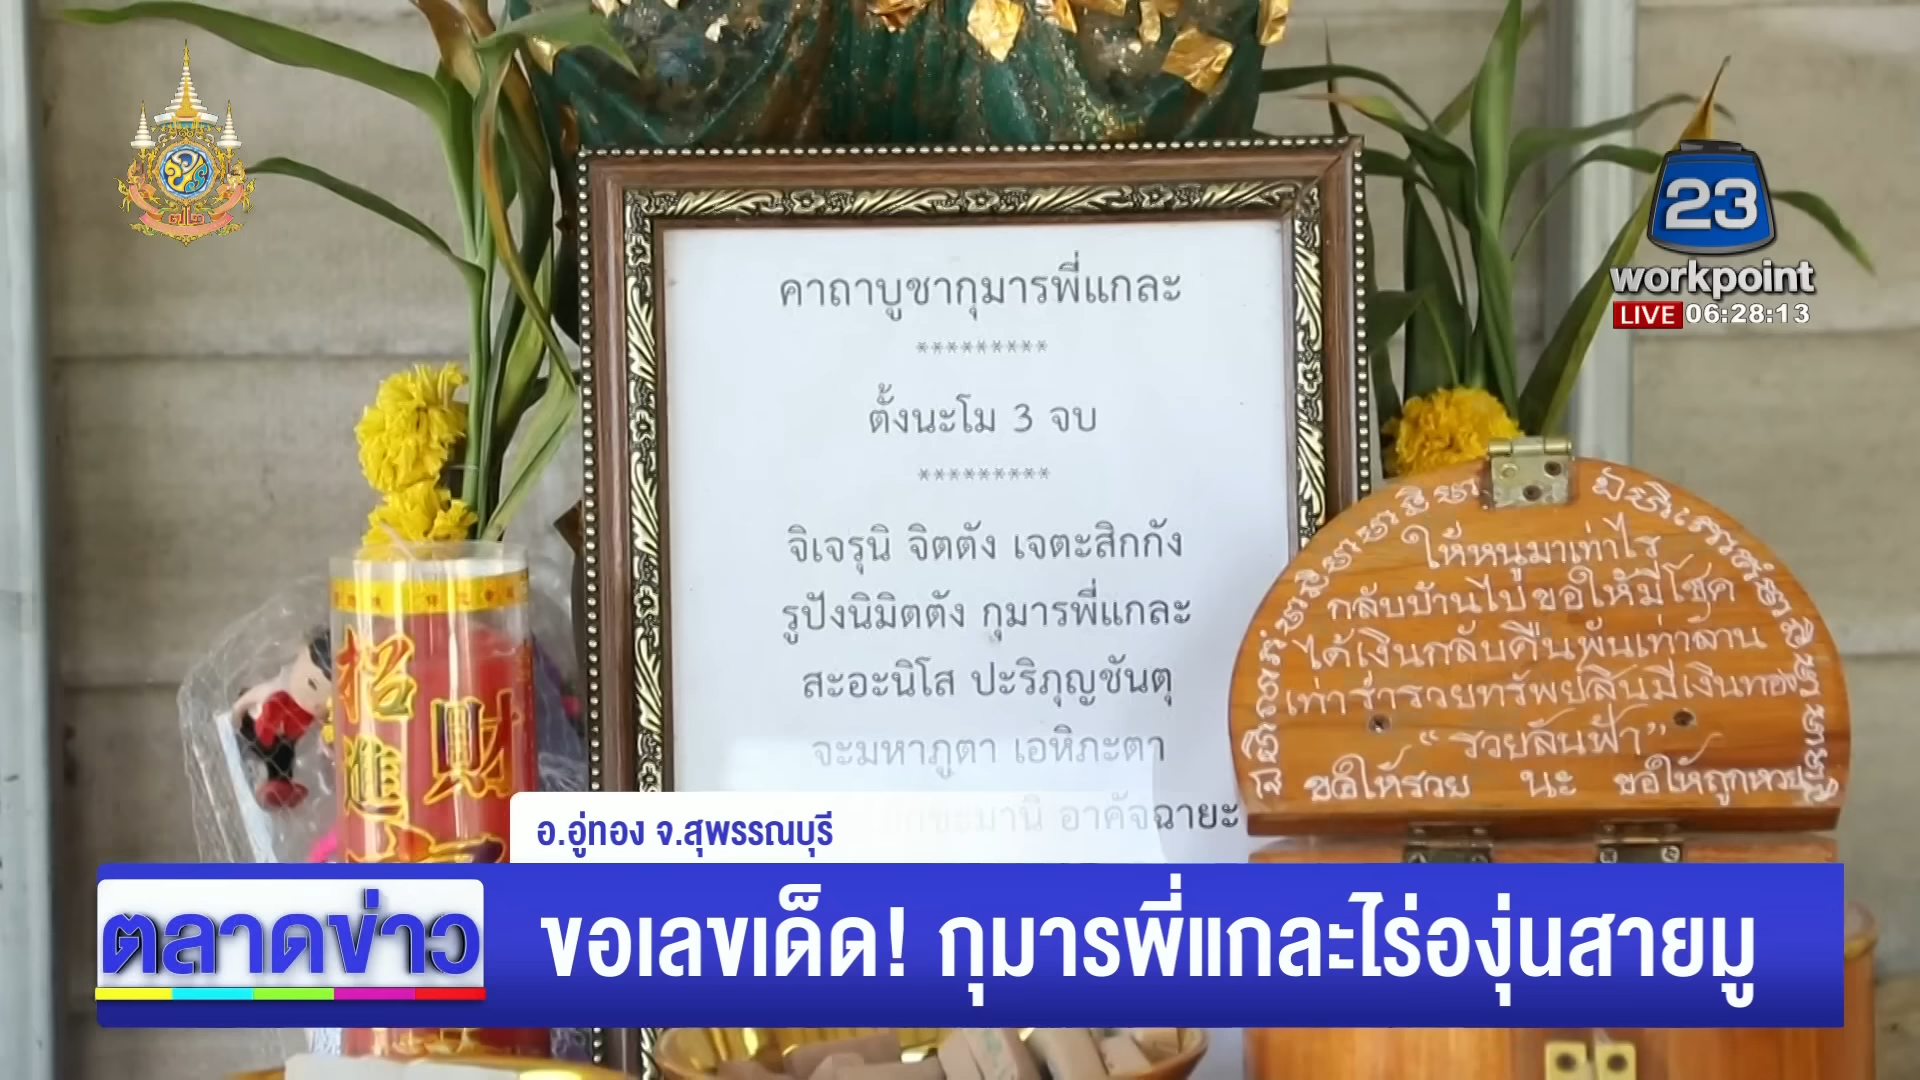 23
workpoint
LIVE 06:28:13
คาถาบูชากุมารพี่แกละ
*********
ตั้งนะโม 3 จบ
*********
จิเจรุนิ จิตตัง เจตะสิกกัง
รูปังนิมิตตัง กุมารพี่แกละ
สะอะนิโส ปะริภุญชันตุ
จะมหาภูตา เอหิภะตา
อาคัจฉายะ
ให้หนูมาเท่าไร
กลับบ้านไปขอให้มีโชค
ได้เงินกลับคืนพันเท่าล้าน
เท่าร่ำรวยทรัพย์สินมีเงินทอง
"รวยล้นฟ้า"
ขอให้รวย นะ ขอให้ถูกหวย
招
財
進
อ.อู่ทอง จ.สุพรรณบุรี
ตลาดข่าว
ขอเลขเด็ด! กุมารพี่แกละไร่องุ่นสายมู